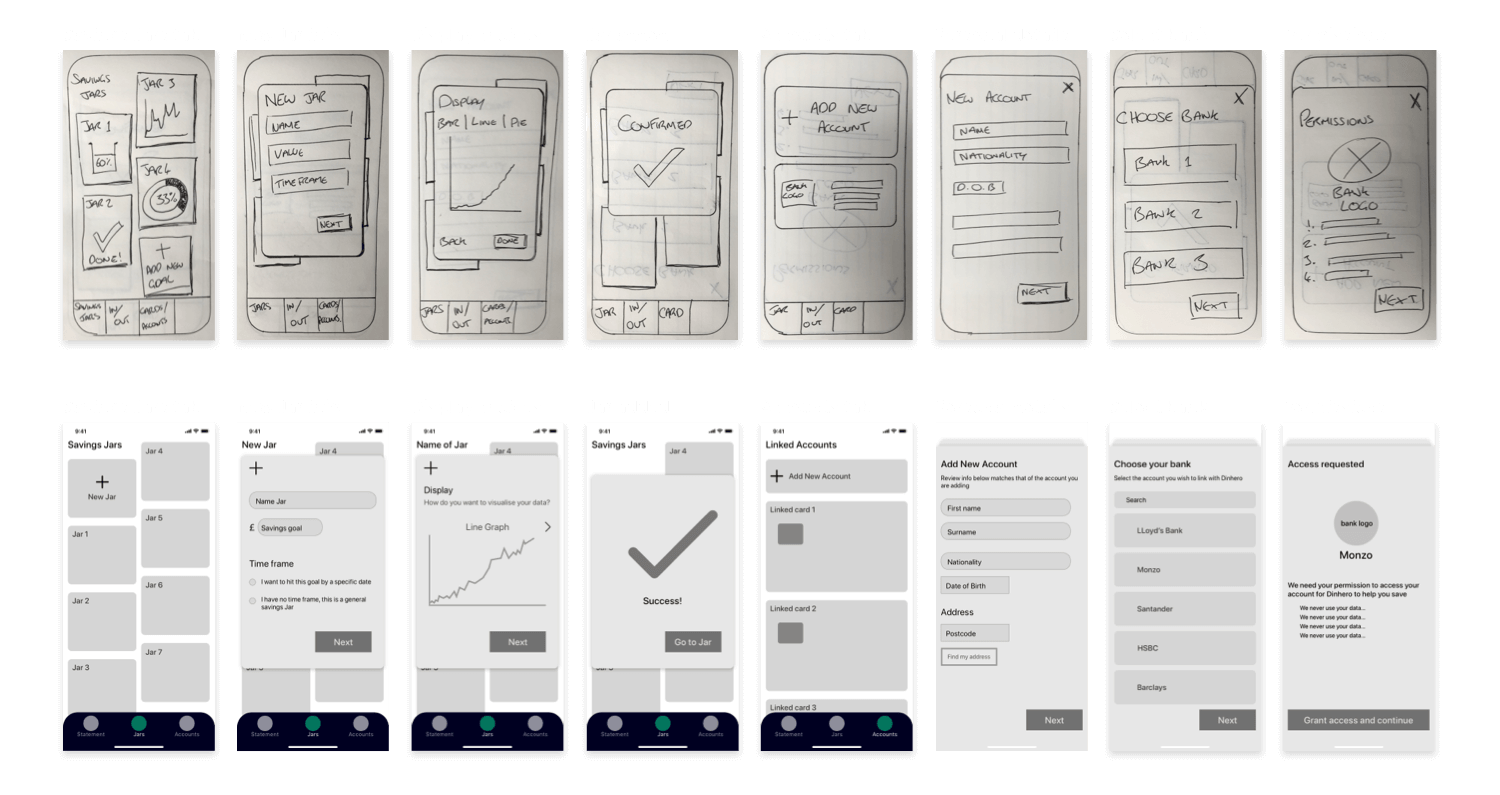 SAVINGS
JARS
JAR 3
JAR 1
60%
JAR 4
33%
JAR 2
DONE!
+
ADD NEW
GOAL
SAVINGS
JARS
IN/
OUT
CARDS/
NEW JAR
NAME
VALUE
TIMEFRAME
NEXT
JARS
IN/
OUT
CARDS/
Display
BAR | LINE | PIE
BACK
DONE
JARS
IN/
OUT
CARDS/
CONFIRMED
JAR
IN/
OUT
CARD
+ ADD NEW
ACCOUNT
BANK
LOGO
JAR
IN/
OUT
CARD
X
NEW ACCOUNT
NAME
NATIONALITY
D.O.B
NEXT
X
CHOOSE BANK
BANK 1
BANK 2
BANK 3
NEXT
X
PERMISSIONS
BANK
LOGO
1.
2.
3.
4.
NEXT
9:41
Savings Jars
Jar 4
+
New Jar
Jar 5
Jar 1
Jar 6
Jar 2
Jar 7
Jar 3
Statement Jars Accounts
9:41
New Jar
Jar 4
+
Name Jar
£ Savings goal
Time frame
I want to hit this goal by a specific date
I have no time frame, this is a general
savings Jar
Next
Statement Jars Accounts
9:41
Name of Jar
Jar 4
+
Display
How do you want to visualise your data?
Line Graph
Next
Statement Jars Accounts
9:41
Savings Jars
Jar 4
Success!
Go to Jar
Statement Jars Accounts
9:41
Linked Accounts
+ Add New Account
Linked card 1
Linked card 2
Linked card 3
Statement Jars Accounts
Add New Account
Review info below matches that of the account you
are adding
First name
Surname
Nationality
Date of Birth
Address
Postcode
Find my address
Next
Choose your bank
Select the account you wish to link with Dinhero
Search
LLoyd's Bank
Monzo
Santander
HSBC
Barclays
Next
Access requested
bank logo
Monzo
We need your permission to access your
account for Dinhero to help you save
We never use your data...
We never use your data...
We never use your data...
We never use your data...
Grant access and continue